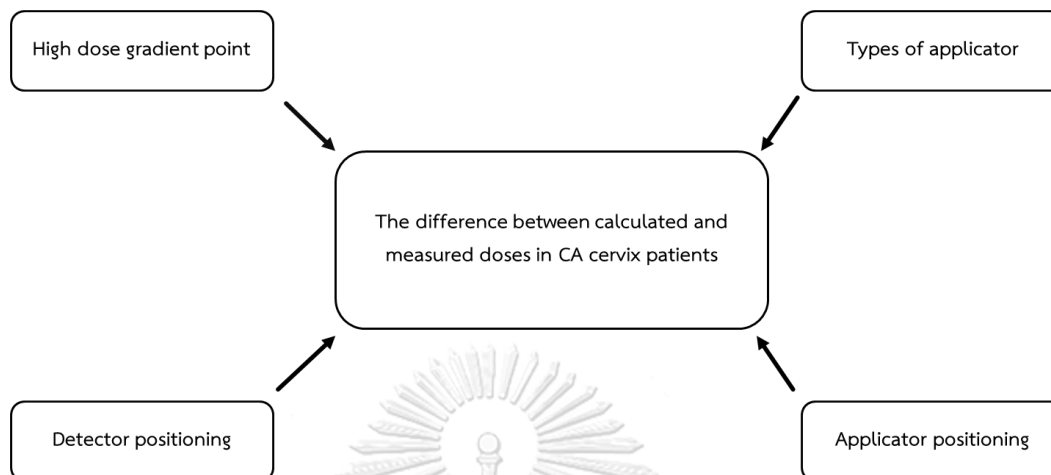 High dose gradient point
Types of applicator
The difference between calculated and
measured doses in CA cervix patients
Detector positioning
Applicator positioning